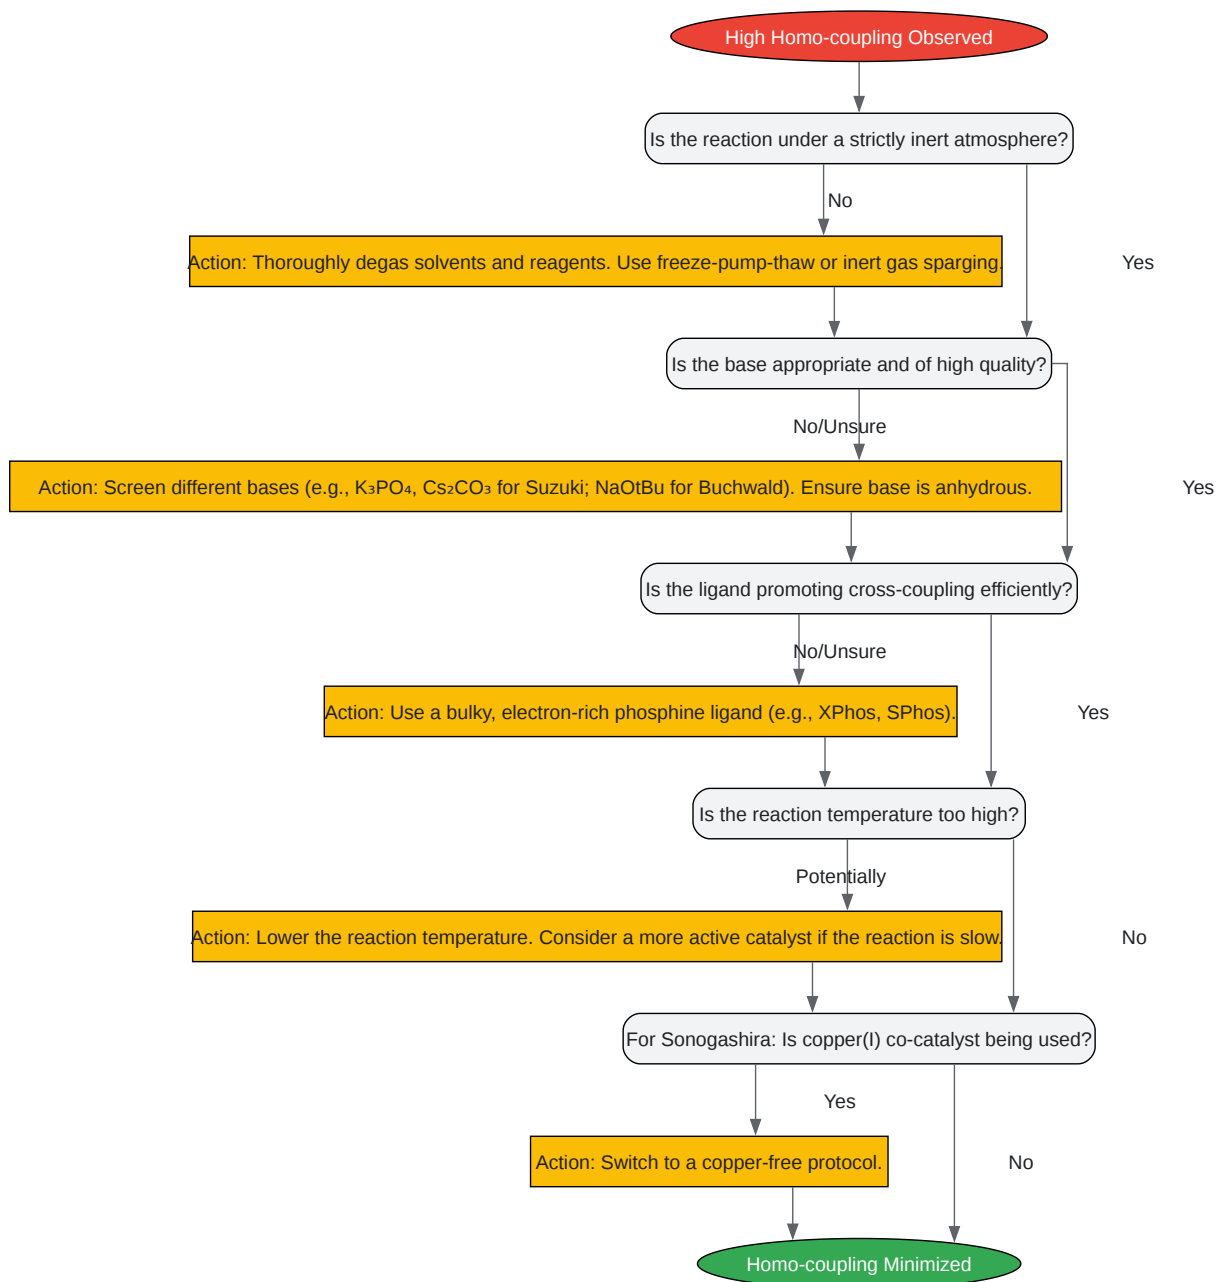 High Homo-coupling Observed
Is the reaction under a strictly inert atmosphere?
No
Action: Thoroughly degas solvents and reagents. Use freeze-pump-thaw or inert gas sparging.
Yes
Is the base appropriate and of high quality?
No/Unsure
Action: Screen different bases (e.g., K₃PO₄, Cs₂CO₃ for Suzuki; NaOtBu for Buchwald). Ensure base is anhydrous.
Yes
Is the ligand promoting cross-coupling efficiently?
No/Unsure
Action: Use a bulky, electron-rich phosphine ligand (e.g., XPhos, SPhos).
Yes
Is the reaction temperature too high?
Potentially
Action: Lower the reaction temperature. Consider a more active catalyst if the reaction is slow.
No
For Sonogashira: Is copper(I) co-catalyst being used?
Yes
Action: Switch to a copper-free protocol.
No
Homo-coupling Minimized